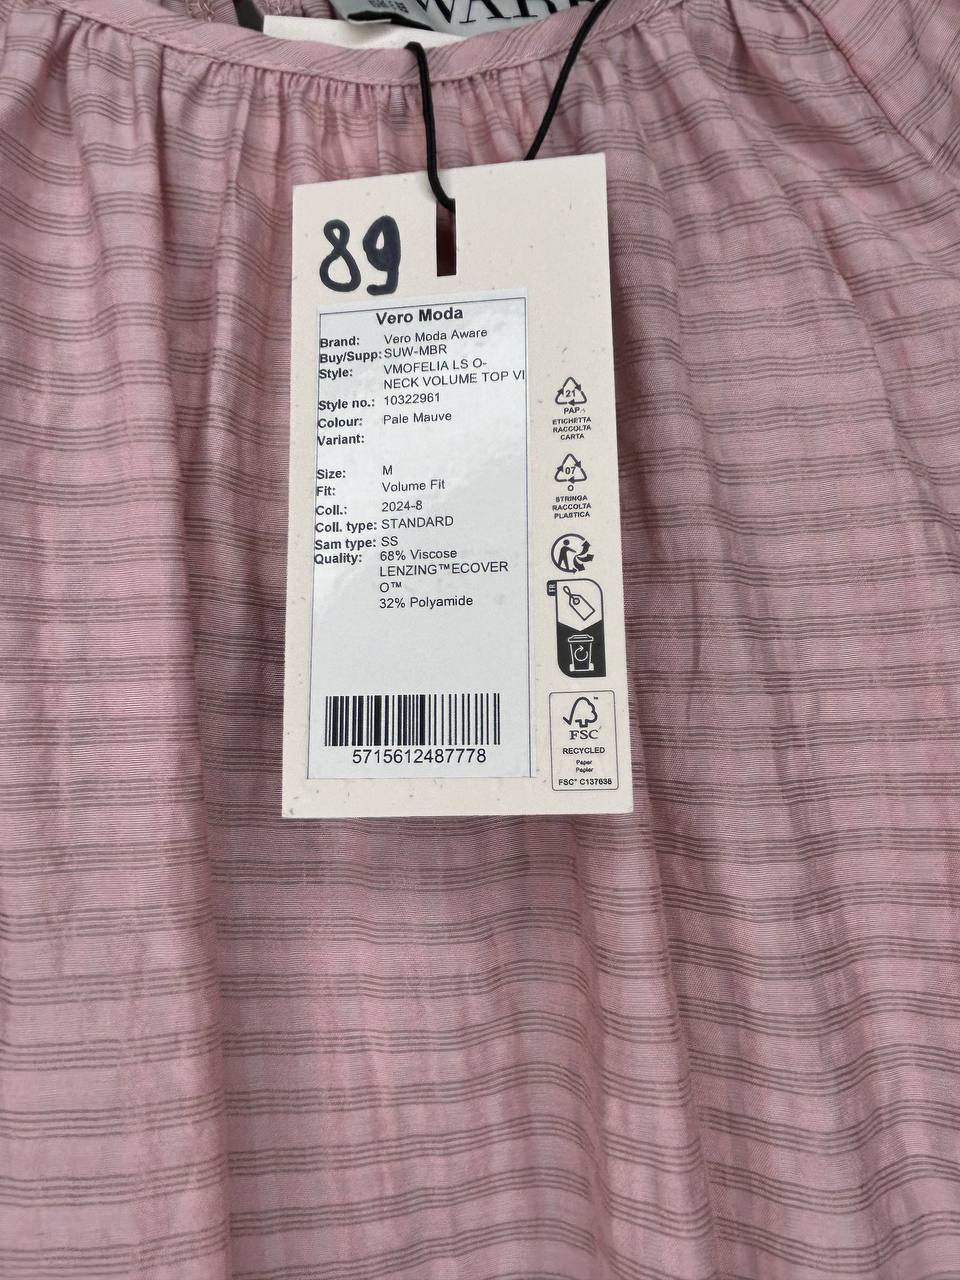 WARE
89
Vero Moda
Brand: Vero Moda Aware
Buy/Supp: SUW-MBR
Style: VMOFELIA LS O-
NECK VOLUME TOP VI
Style no.: 10322961
Colour: Pale Mauve
Variant:
Size: M
Fit: Volume Fit
Coll.: 2024-8
Coll. type: STANDARD
Sam type: SS
Quality: 68% Viscose
LENZING™ECOVER
O™
32% Polyamide
5715612487778
21
PAP
ETICHETTA
RACCOLTA
CARTA
07
O
STRINGA
RACCOLTA
PLASTICA
FR
FSC™
RECYCLED
Paper
Papier
FSC® C137638